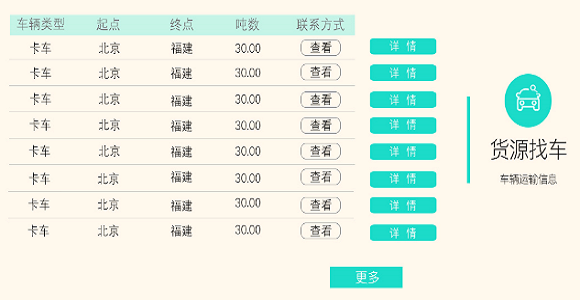 车辆类型 起点 终点 吨数 联系方式
卡车 北京 福建 30.00 查看 详 情
卡车 北京 福建 30.00 查看 详 情
卡车 北京 福建 30.00 查看 详 情
卡车 北京 福建 30.00 查看 详 情
卡车 北京 福建 30.00 查看 详 情
卡车 北京 福建 30.00 查看 详 情
卡车 北京 福建 30.00 查看 详 情
卡车 北京 福建 30.00 查看 详 情
更多
货源找车
车辆运输信息